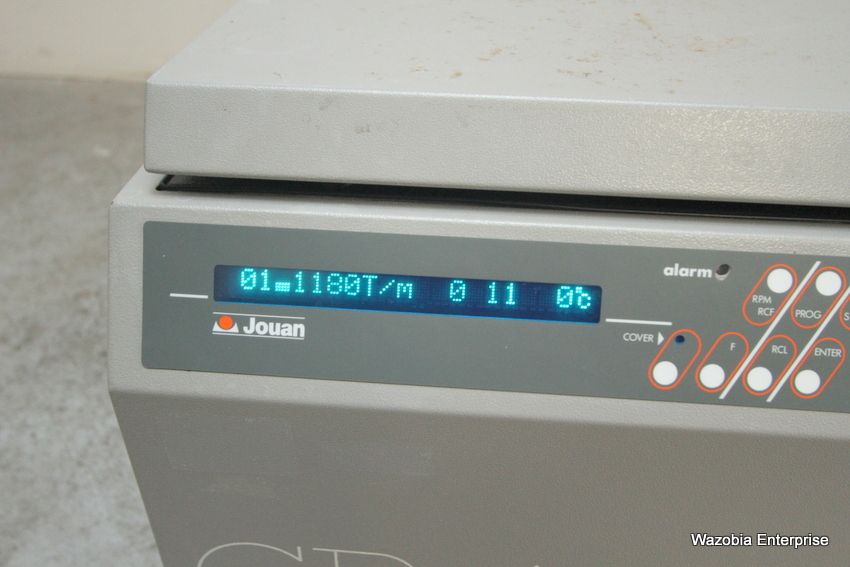 01 1180T/m 0 11 0°c
Jouan
alarm
RPM
RCF
PROG
COVER
F
RCL
ENTER
Wazobia Enterprise